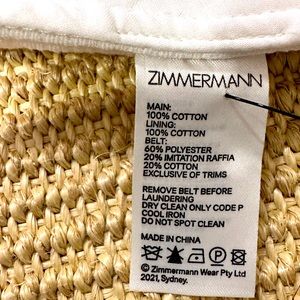 ZIMMERMANN
MAIN:
100% COTTON
LINING:
100% COTTON
BELT:
60% POLYESTER
20% IMITATION RAFFIA
20% COTTON
EXCLUSIVE OF TRIMS
REMOVE BELT BEFORE
LAUNDERING
DRY CLEAN ONLY CODE P
COOL IRON
DO NOT SPOT CLEAN
MADE IN CHINA
P
© Zimmermann Wear Pty Ltd
2021, Sydney.